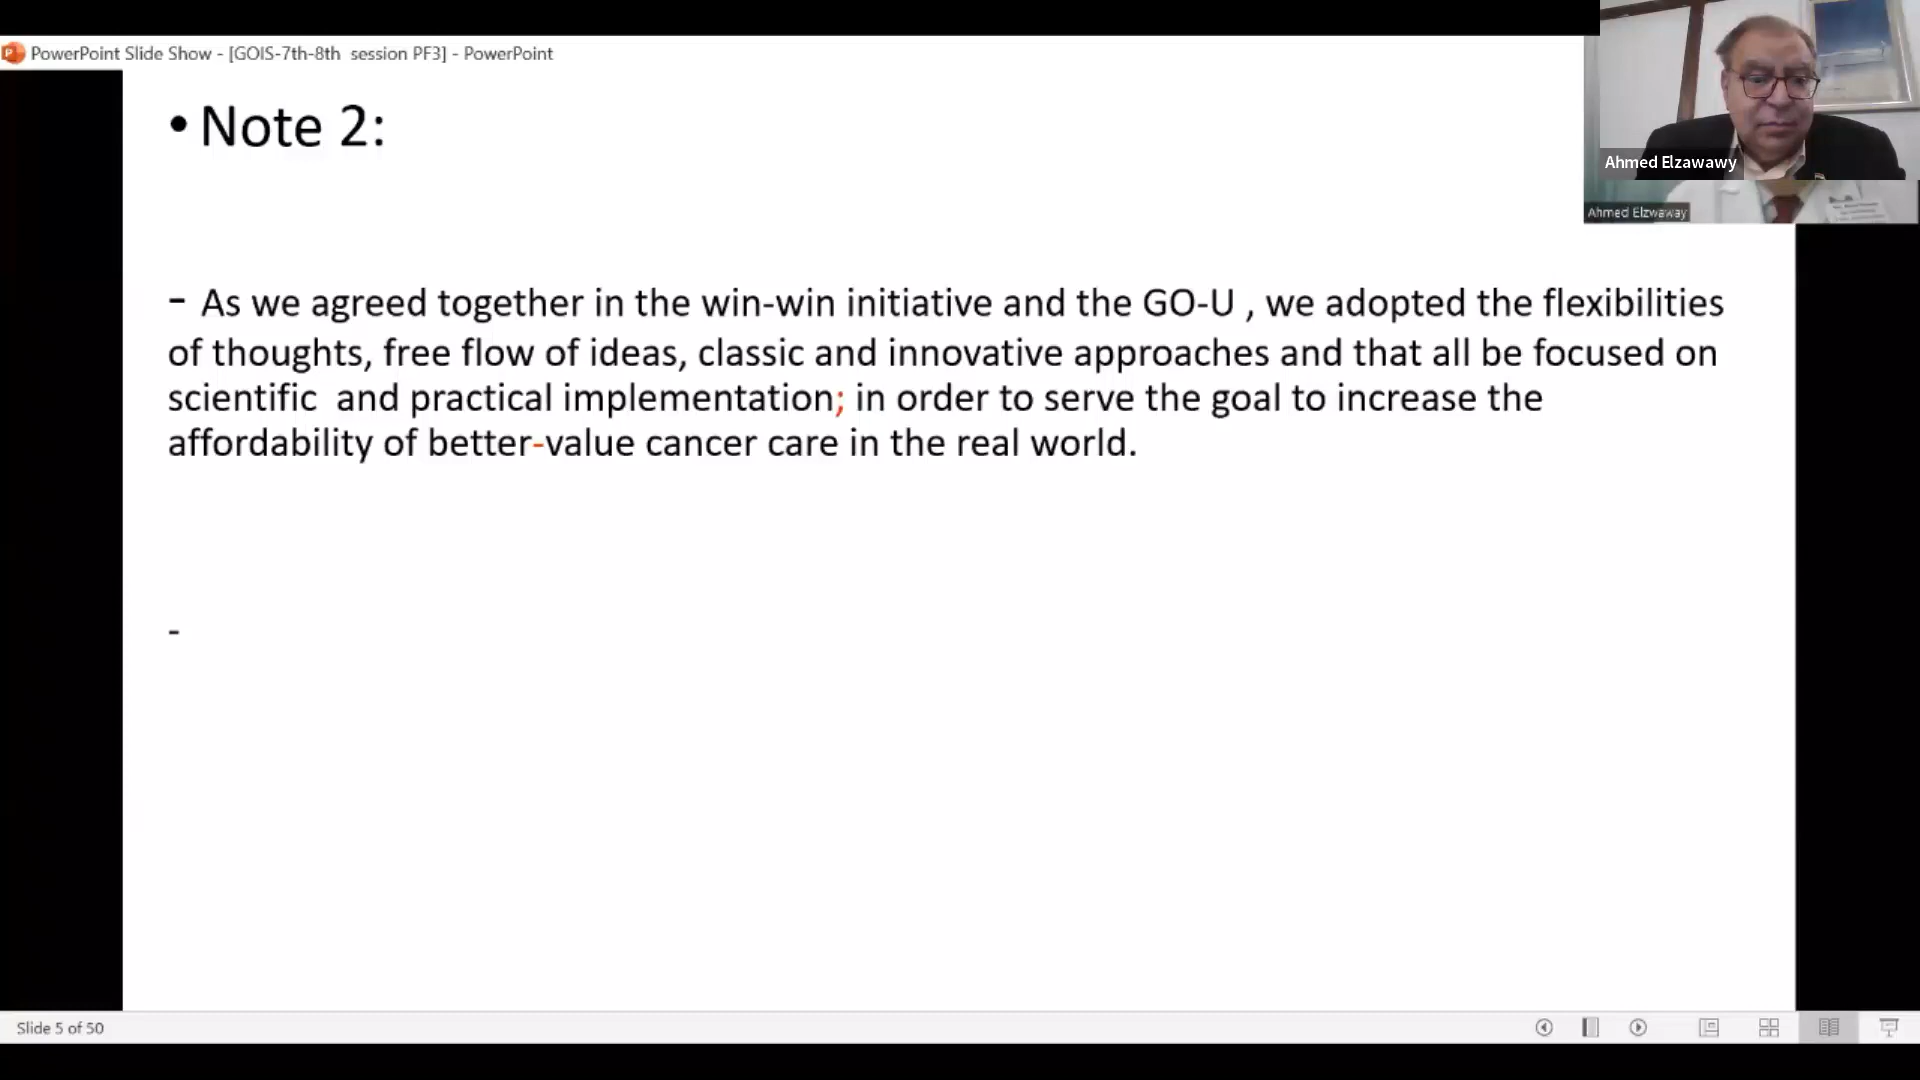 PowerPoint Slide Show - [GOIS-7th-8th  session PF3] - PowerPoint
• Note 2:
Ahmed Elzawawy
Ahmed Elzwaway
- As we agreed together in the win-win initiative and the GO-U , we adopted the flexibilities
of thoughts, free flow of ideas, classic and innovative approaches and that all be focused on
scientific  and practical implementation; in order to serve the goal to increase the
affordability of better-value cancer care in the real world.
-
Slide 5 of 50